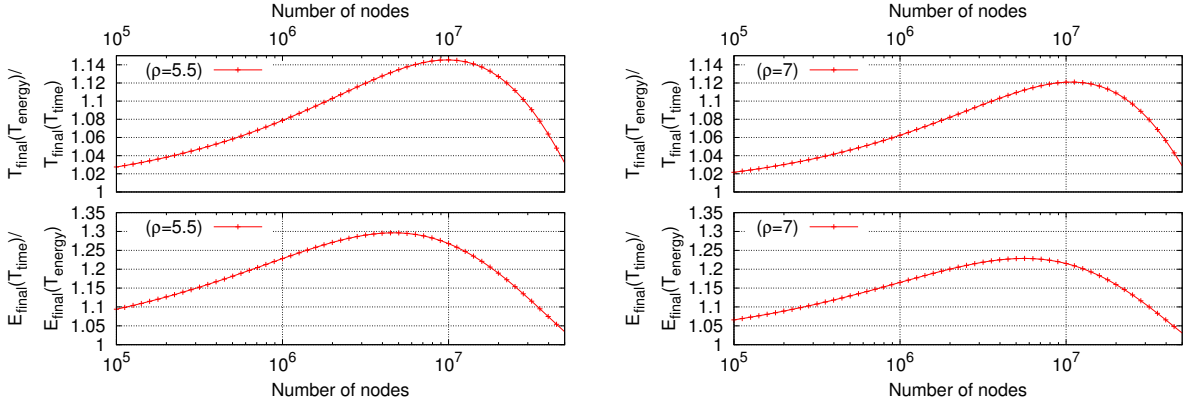 Number of nodes
10^5 10^6 10^7
T_final(T_energy)/
T_final(T_time)
1.14
1.12
1.1
1.08
1.06
1.04
1.02
1
(ρ=5.5)
E_final(T_time)/
E_final(T_energy)
1.35
1.3
1.25
1.2
1.15
1.1
1.05
1
(ρ=5.5)
10^5 10^6 10^7
Number of nodes
Number of nodes
10^5 10^6 10^7
T_final(T_energy)/
T_final(T_time)
1.14
1.12
1.1
1.08
1.06
1.04
1.02
1
(ρ=7)
E_final(T_time)/
E_final(T_energy)
1.35
1.3
1.25
1.2
1.15
1.1
1.05
1
(ρ=7)
10^5 10^6 10^7
Number of nodes